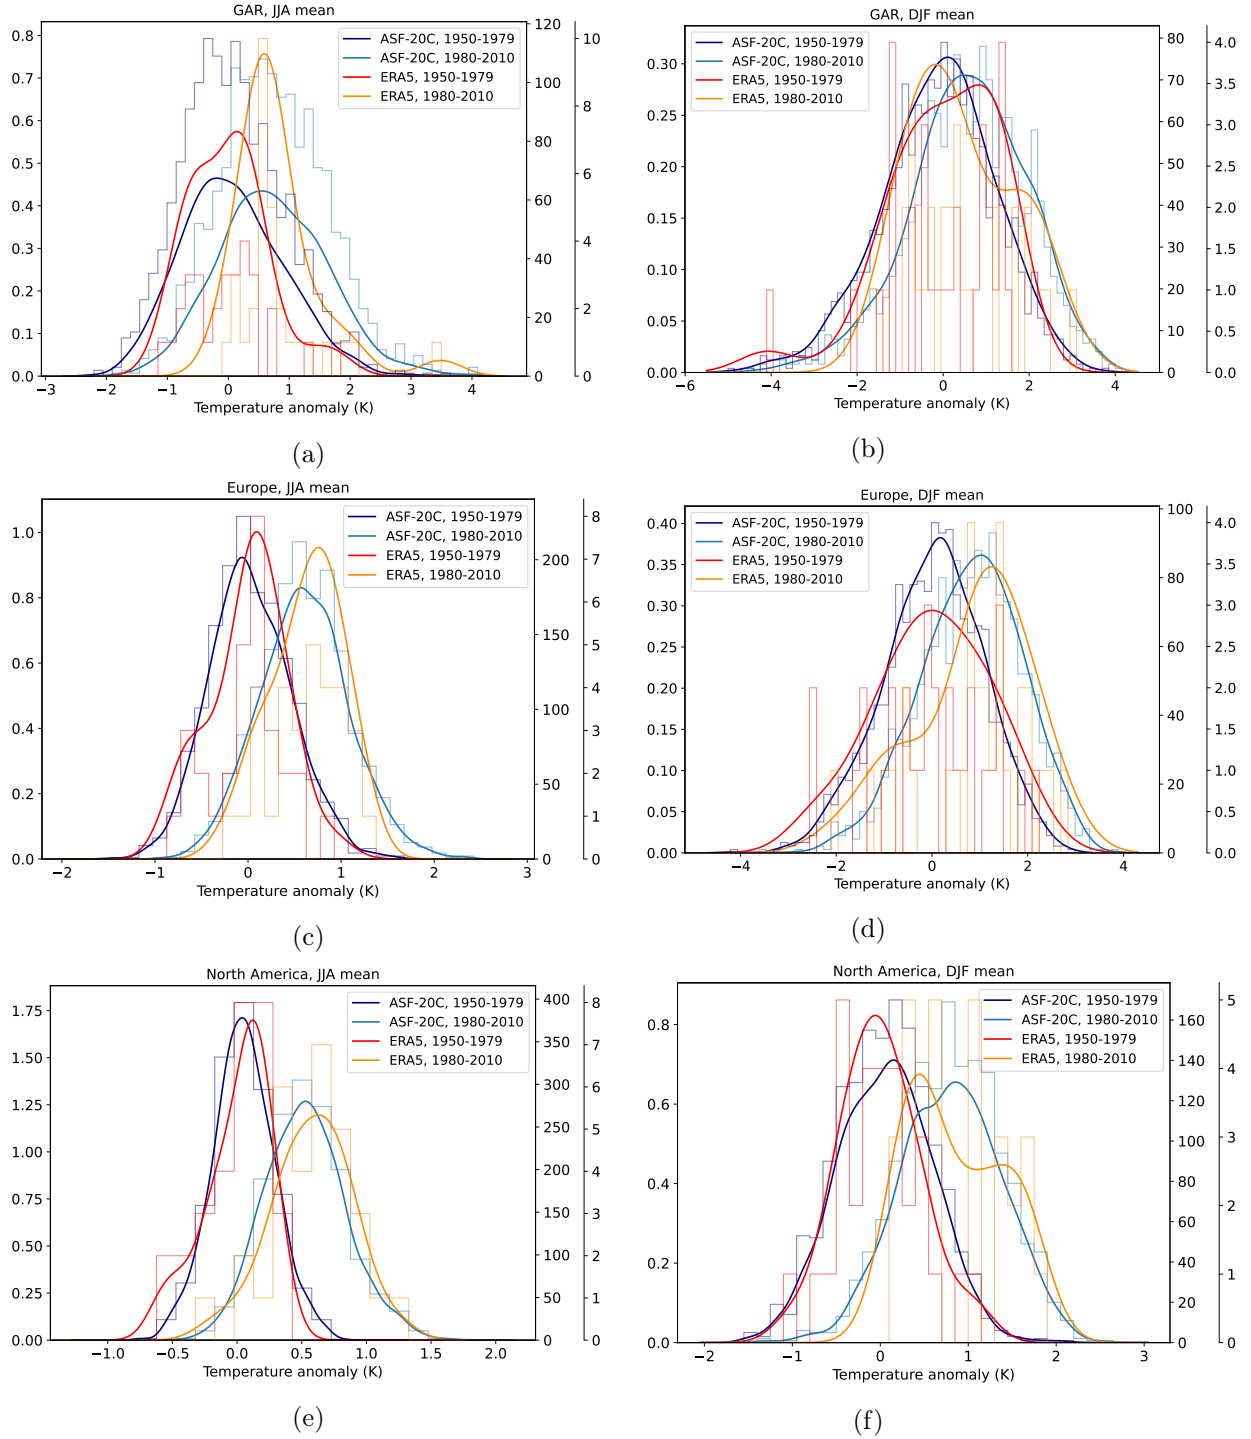 GAR, JJA mean
0.8
0.7
0.6
0.5
0.4
0.3
0.2
0.1
0.0
120
100
80
60
40
20
0
10
8
6
4
2
0
ASF-20C, 1950-1979
ASF-20C, 1980-2010
ERA5, 1950-1979
ERA5, 1980-2010
−3 −2 −1 0 1 2 3 4
Temperature anomaly (K)
(a)
GAR, DJF mean
0.30
0.25
0.20
0.15
0.10
0.05
0.00
80
70
60
50
40
30
20
10
0
4.0
3.5
3.0
2.5
2.0
1.5
1.0
0.5
0.0
ASF-20C, 1950-1979
ASF-20C, 1980-2010
ERA5, 1950-1979
ERA5, 1980-2010
−6 −4 −2 0 2 4
Temperature anomaly (K)
(b)
Europe, JJA mean
1.0
0.8
0.6
0.4
0.2
0.0
200
150
100
50
0
8
7
6
5
4
3
2
1
0
ASF-20C, 1950-1979
ASF-20C, 1980-2010
ERA5, 1950-1979
ERA5, 1980-2010
−2 −1 0 1 2 3
Temperature anomaly (K)
(c)
Europe, DJF mean
0.40
0.35
0.30
0.25
0.20
0.15
0.10
0.05
0.00
100
80
60
40
20
0
4.0
3.5
3.0
2.5
2.0
1.5
1.0
0.5
0.0
ASF-20C, 1950-1979
ASF-20C, 1980-2010
ERA5, 1950-1979
ERA5, 1980-2010
−4 −2 0 2 4
Temperature anomaly (K)
(d)
North America, JJA mean
1.75
1.50
1.25
1.00
0.75
0.50
0.25
0.00
400
350
300
250
200
150
100
50
0
8
7
6
5
4
3
2
1
0
ASF-20C, 1950-1979
ASF-20C, 1980-2010
ERA5, 1950-1979
ERA5, 1980-2010
−1.0 −0.5 0.0 0.5 1.0 1.5 2.0
Temperature anomaly (K)
(e)
North America, DJF mean
0.8
0.6
0.4
0.2
0.0
160
140
120
100
80
60
40
20
0
5
4
3
2
1
0
ASF-20C, 1950-1979
ASF-20C, 1980-2010
ERA5, 1950-1979
ERA5, 1980-2010
−2 −1 0 1 2 3
Temperature anomaly (K)
(f)